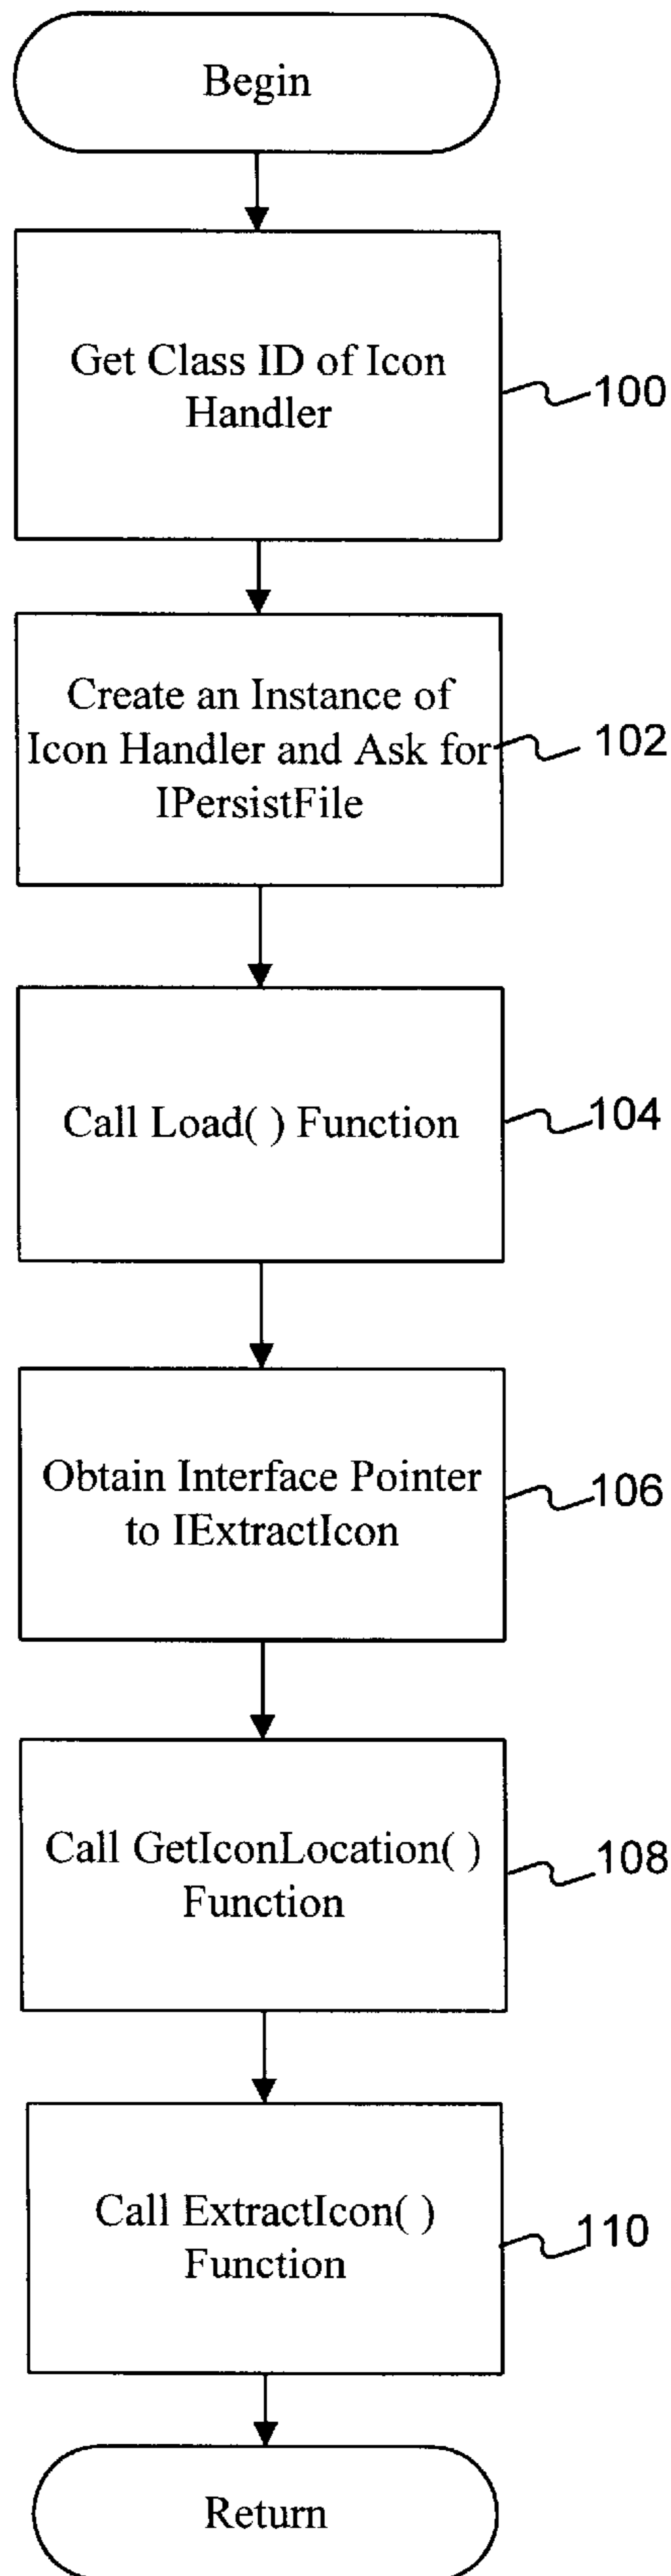 Begin
Get Class ID of Icon
Handler
100
Create an Instance of
Icon Handler and Ask for
IPersistFile
102
Call Load( ) Function
104
Obtain Interface Pointer
to IExtractIcon
106
Call GetIconLocation( )
Function
108
Call ExtractIcon( )
Function
110
Return